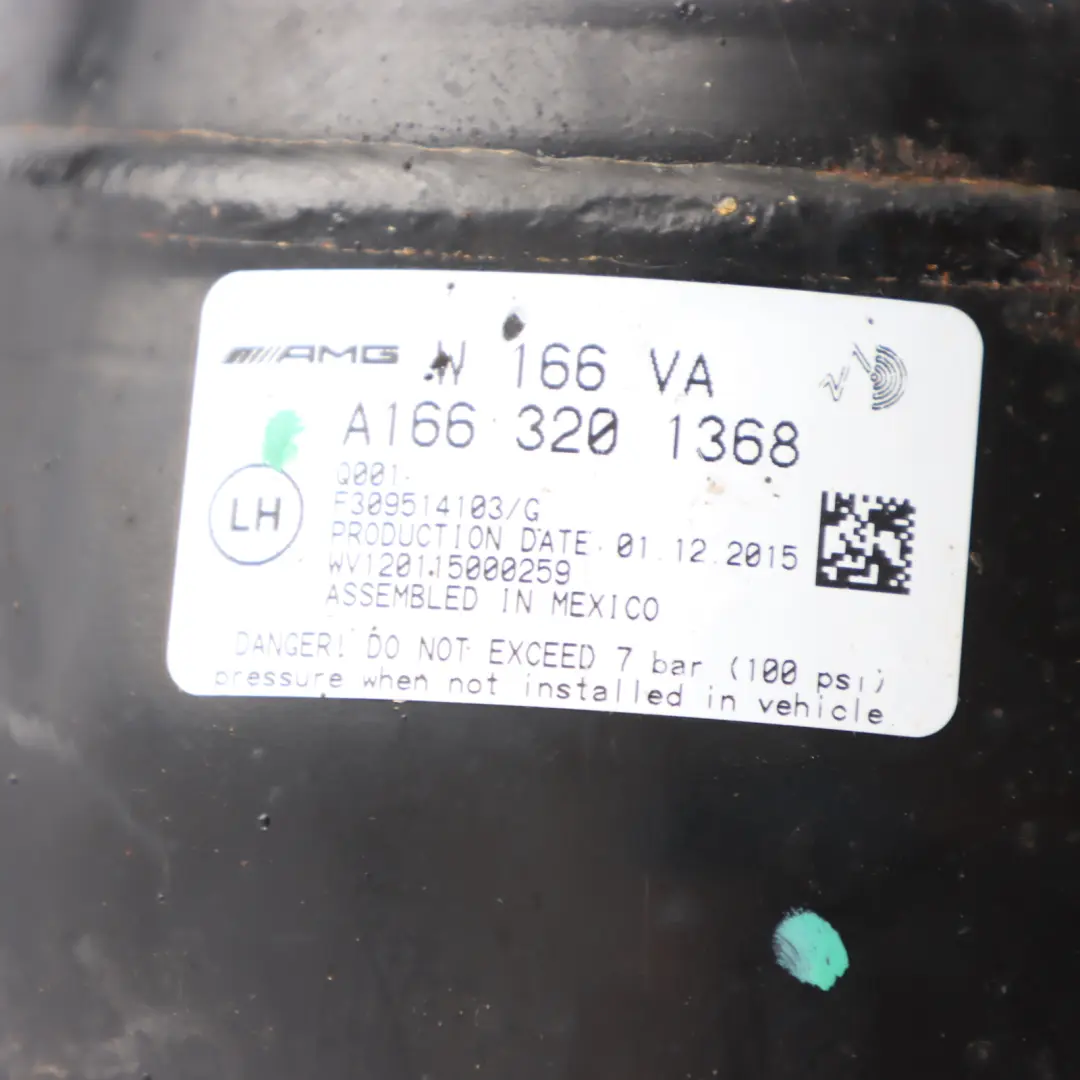 AMG W 166 VA
A166 320 1368
Q001
F309514103/G
LH
PRODUCTION DATE 01.12.2015
WV120115000259
ASSEMBLED IN MEXICO
DANGER! DO NOT EXCEED 7 bar (100 psi)
pressure when not installed in vehicle